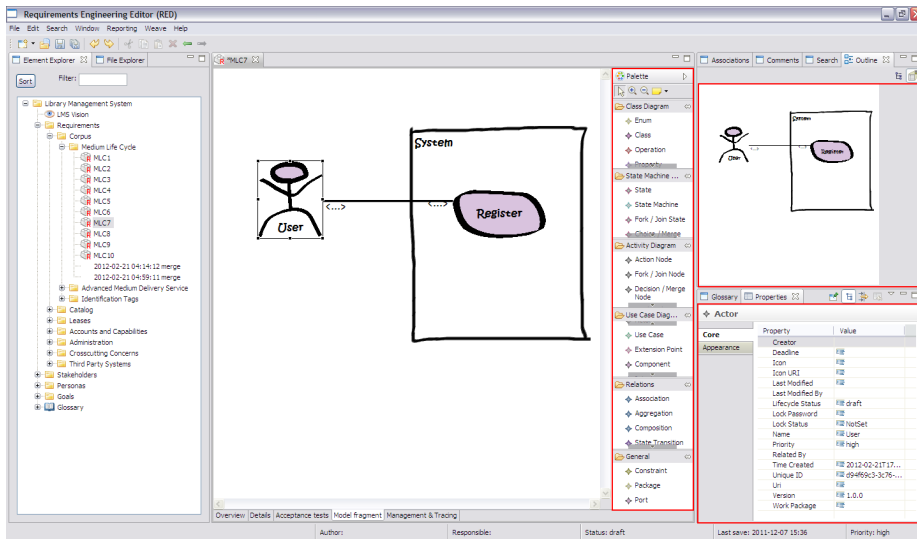 Requirements Engineering Editor (RED)
File Edit Search Window Reporting Weave Help
Element Explorer File Explorer
Sort Filter:
Library Management System
LMS Vision
Requirements
Corpus
Medium Life Cycle
MLC1
MLC2
MLC3
MLC4
MLC5
MLC6
MLC7
MLC8
MLC9
MLC10
2012-02-21 04:14:12 merge
2012-02-21 04:59:11 merge
Advanced Medium Delivery Service
Identification Tags
Catalog
Leases
Accounts and Capabilities
Administration
Crosscutting Concerns
Third Party Systems
Stakeholders
Personas
Goals
Glossary
*MLC7
System
User
<...>
<...>
Register
Overview Details Acceptance tests Model fragment Management & Tracing
Palette
Class Diagram
Enum
Class
Operation
Property
State Machine ...
State
State Machine
Fork / Join State
Choice / Merge
Activity Diagram
Action Node
Fork / Join Node
Decision / Merge
Node
Use Case Diag...
Use Case
Extension Point
Component
Relations
Association
Aggregation
Composition
State Transition
General
Constraint
Package
Port
Associations Comments Search Outline
System
User
Register
Glossary Properties
Actor
Core
Appearance
Property Value
Creator
Deadline
Icon
Icon URI
Last Modified
Last Modified By
Lifecycle Status draft
Lock Password
Lock Status NotSet
Name User
Priority high
Related By
Time Created 2012-02-21T17...
Unique ID d94f69c3-3c76-...
Uri
Version 1.0.0
Work Package
Author: Responsible: Status: draft Last save: 2011-12-07 15:36 Priority: high